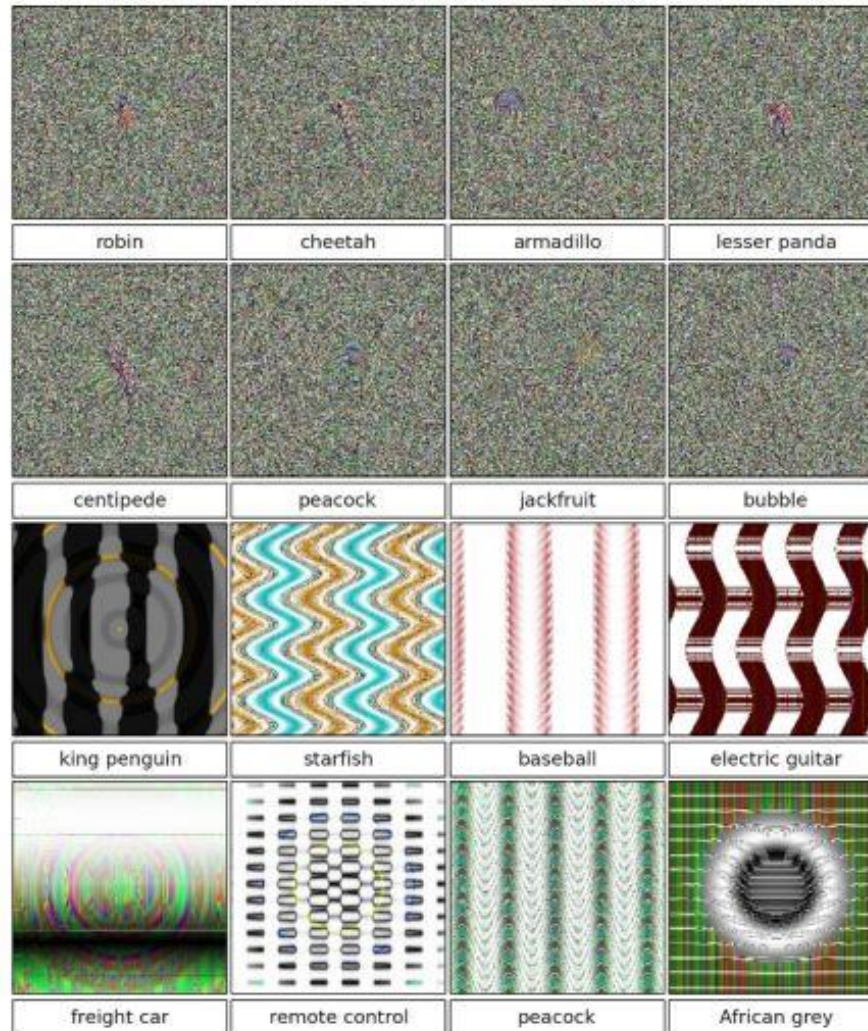 robin
cheetah
armadillo
lesser panda
centipede
peacock
jackfruit
bubble
king penguin
starfish
baseball
electric guitar
freight car
remote control
peacock
African grey